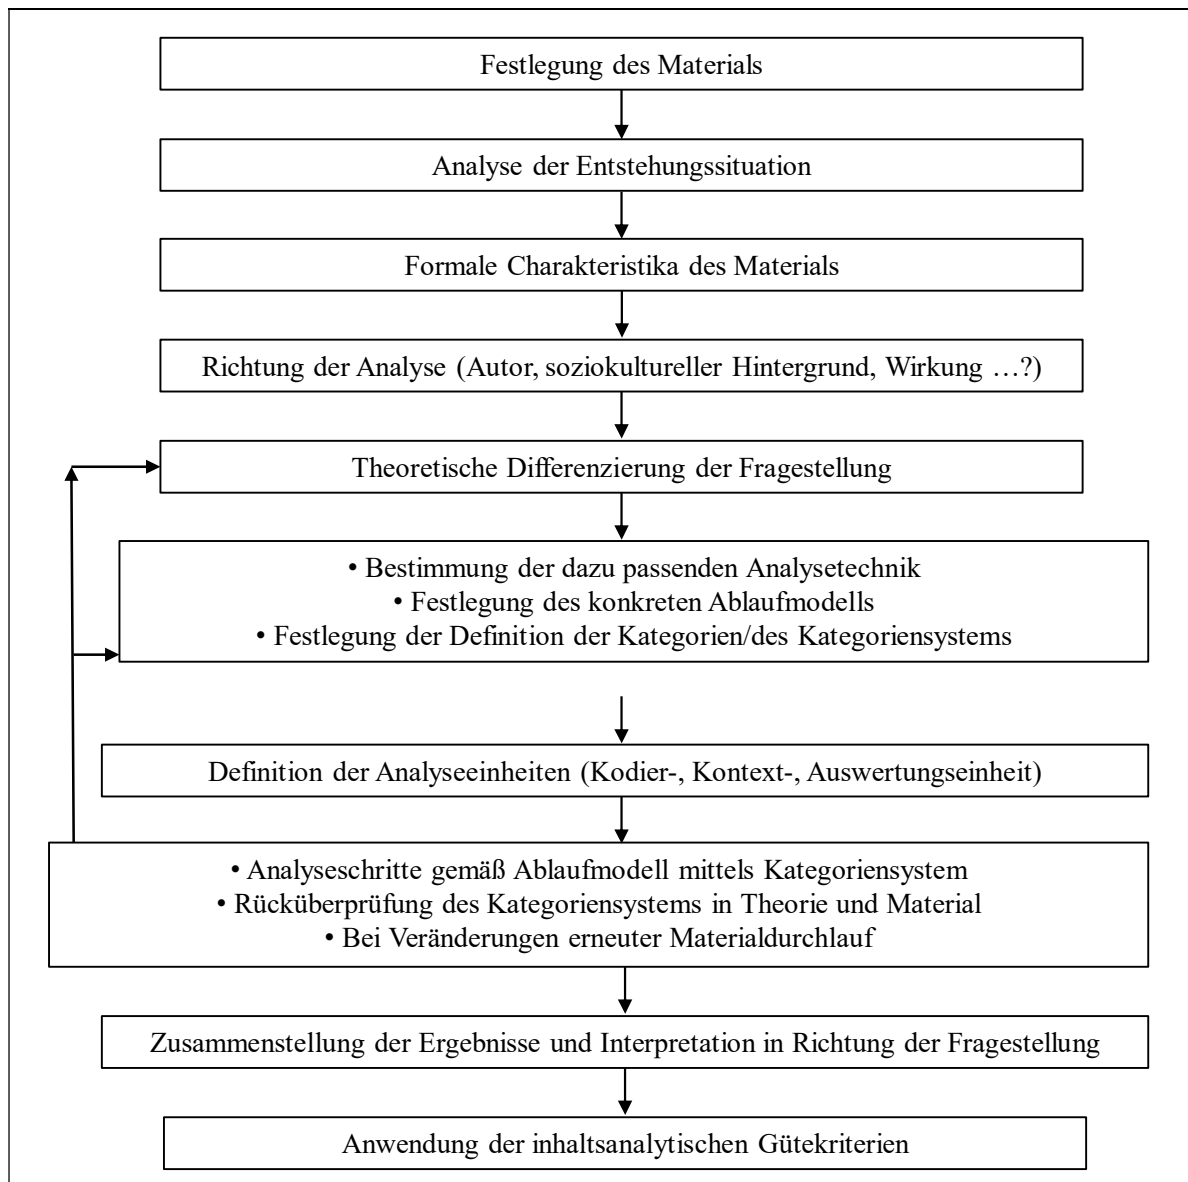 Festlegung des Materials
Analyse der Entstehungssituation
Formale Charakteristika des Materials
Richtung der Analyse (Autor, soziokultureller Hintergrund, Wirkung …?)
Theoretische Differenzierung der Fragestellung
• Bestimmung der dazu passenden Analysetechnik
• Festlegung des konkreten Ablaufmodells
• Festlegung der Definition der Kategorien/des Kategoriensystems
Definition der Analyseeinheiten (Kodier-, Kontext-, Auswertungseinheit)
• Analyseschritte gemäß Ablaufmodell mittels Kategoriensystem
• Rücküberprüfung des Kategoriensystems in Theorie und Material
• Bei Veränderungen erneuter Materialdurchlauf
Zusammenstellung der Ergebnisse und Interpretation in Richtung der Fragestellung
Anwendung der inhaltsanalytischen Gütekriterien